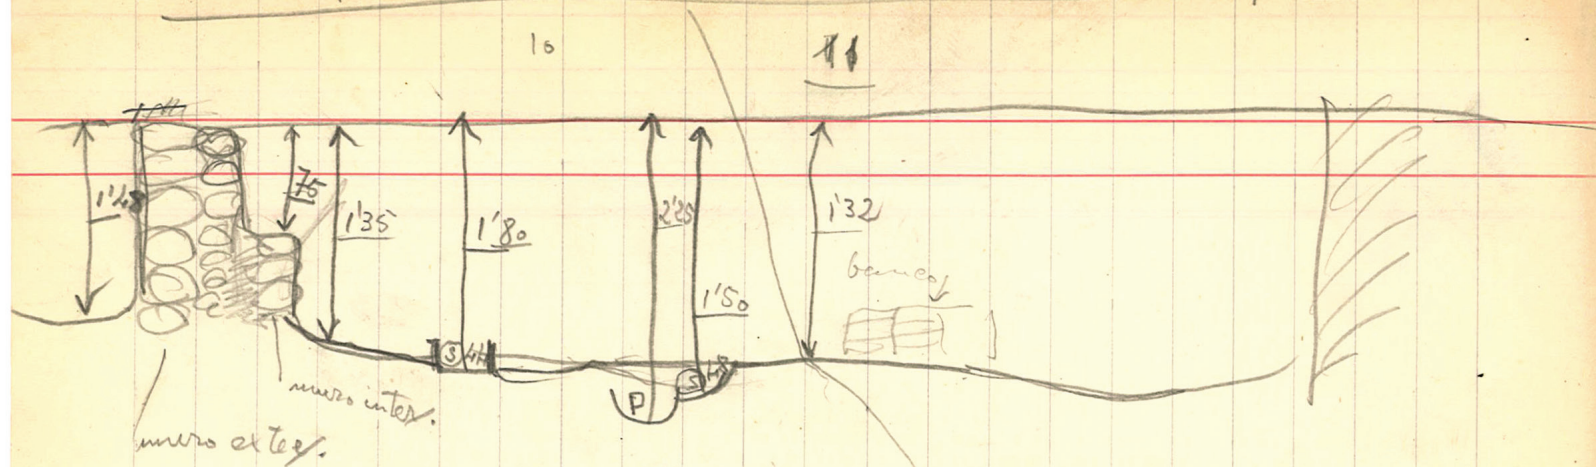 10
11
75
1'35
1'80
2'25
1'32
1'50
banco
S 44
S 48
P
muro inter.
muro exter.